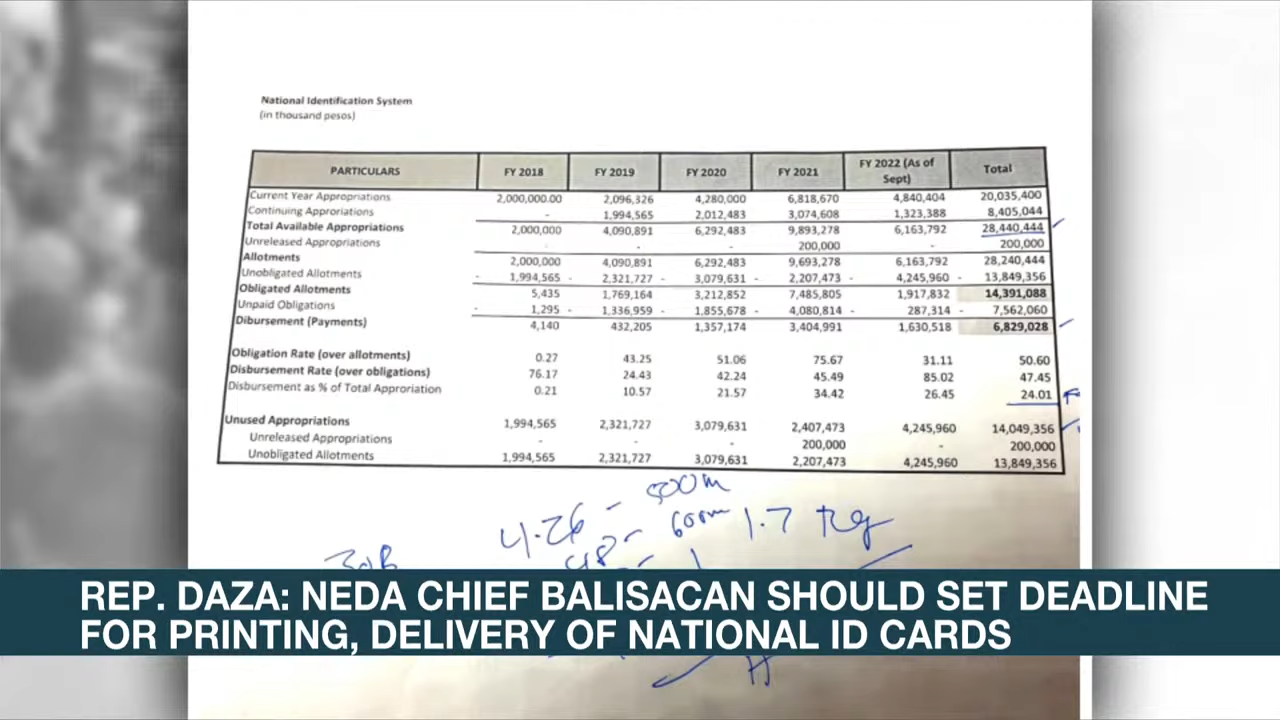 National Identification System
(in thousand pesos)
PARTICULARS FY 2018 FY 2019 FY 2020 FY 2021 FY 2022 (As of Sept) Total
Current Year Appropriations 2,000,000.00 2,096,326 4,280,000 6,818,670 4,840,404 20,035,400
Continuing Approriations - 1,994,565 2,012,483 3,074,608 1,323,388 8,405,044
Total Available Appropriations 2,000,000 4,090,891 6,292,483 9,893,278 6,163,792 28,440,444
Unreleased Appropriations - - - 200,000 - 200,000
Allotments 2,000,000 4,090,891 6,292,483 9,693,278 6,163,792 28,240,444
Unobligated Allotments - 1,994,565 - 2,321,727 - 3,079,631 - 2,207,473 - 4,245,960 - 13,849,356
Obligated Allotments 5,435 1,769,164 3,212,852 7,485,805 1,917,832 14,391,088
Unpaid Obligations - 1,295 - 1,336,959 - 1,855,678 - 4,080,814 - 287,314 - 7,562,060
Dibursement (Payments) 4,140 432,205 1,357,174 3,404,991 1,630,518 6,829,028
Obligation Rate (over allotments) 0.27 43.25 51.06 75.67 31.11 50.60
Disbursement Rate (over obligations) 76.17 24.43 42.24 45.49 85.02 47.45
Disbursement as % of Total Approriation 0.21 10.57 21.57 34.42 26.45 24.01
Unused Appropriations 1,994,565 2,321,727 3,079,631 2,407,473 4,245,960 14,049,356
Unreleased Appropriations - - - 200,000 - 200,000
Unobligated Allotments 1,994,565 2,321,727 3,079,631 2,207,473 4,245,960 13,849,356
4.26 - 500m
48 - 600m 1.7
30B
REP. DAZA: NEDA CHIEF BALISACAN SHOULD SET DEADLINE
FOR PRINTING, DELIVERY OF NATIONAL ID CARDS